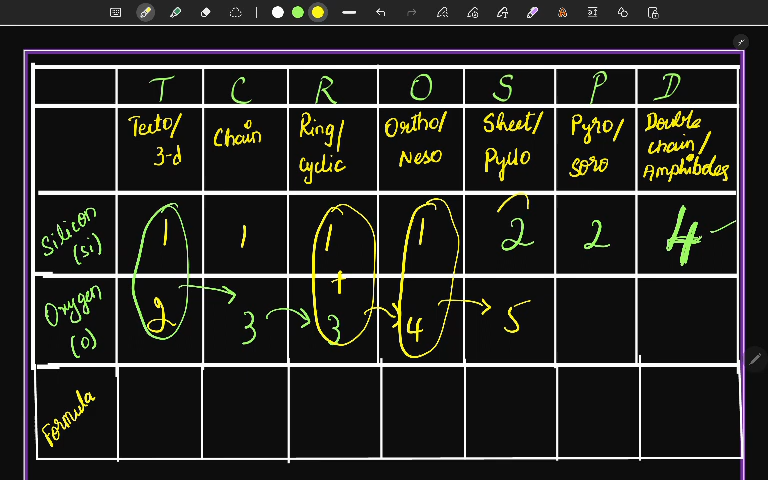 T C R O S P D
Tecto/ Chain Ring/ Ortho/ Sheet/ Pyro/ Double
3-d cyclic Neso Pyllo soro chain/
Amphiboles
Silicon 1 1 1 1 2 2 4
(Si)
+
Oxygen 2 3 3 4 5
(O)
Formula